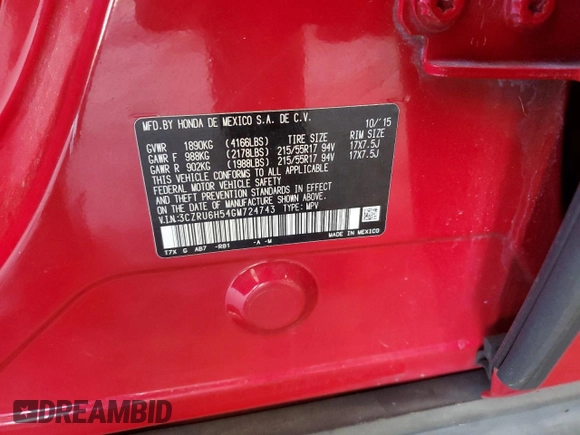 MFD.BY HONDA DE MEXICO S.A. DE C.V. 10/'15
GVWR 1890KG (4166LBS) TIRE SIZE RIM SIZE
GAWR F 988KG (2178LBS) 215/55R17 94V 17X7.5J
GAWR R 902KG (1988LBS) 215/55R17 94V 17X7.5J
THIS VEHICLE CONFORMS TO ALL APPLICABLE
FEDERAL MOTOR VEHICLE SAFETY
AND THEFT PREVENTION STANDARDS IN EFFECT
ON THE DATE OF MANUFACTURE SHOWN ABOVE.
V.I.N:3CZRU6H54GM724743 TYPE: MPV
T7X G AB7 -RB1 -A -M MADE IN MEXICO
DREAMBID